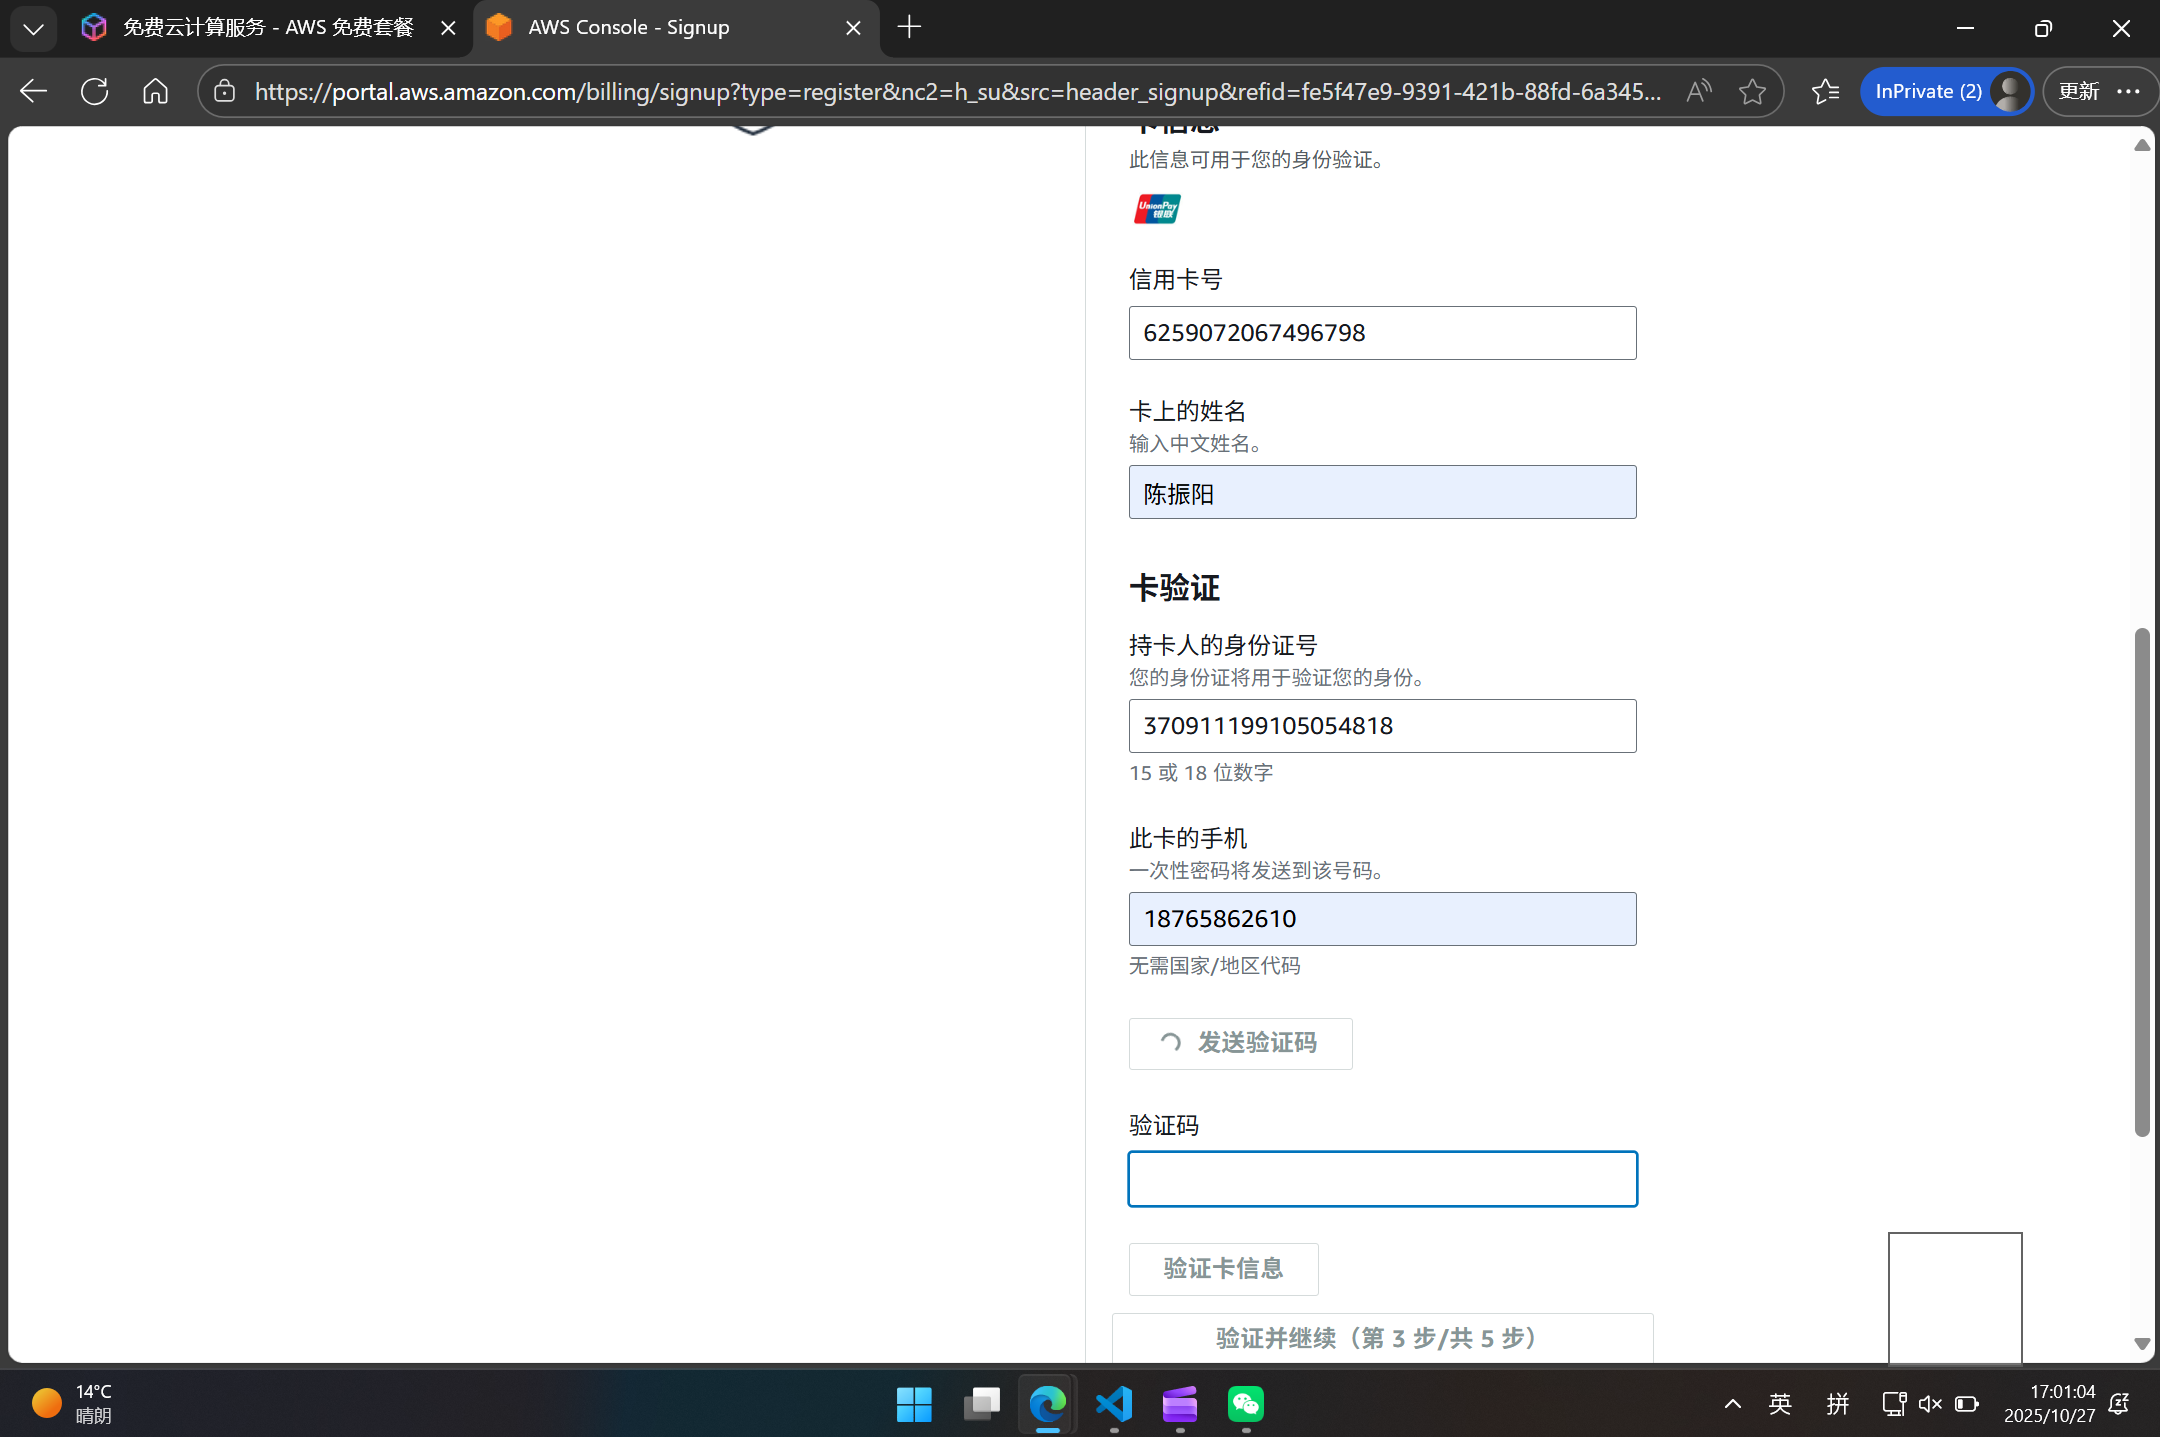 免费云计算服务 - AWS 免费套餐
AWS Console - Signup
https://portal.aws.amazon.com/billing/signup?type=register&nc2=h_su&src=header_signup&refid=fe5f47e9-9391-421b-88fd-6a345...
InPrivate (2)
更新
卡信息
此信息可用于您的身份验证。
UnionPay
银联
信用卡号
6259072067496798
卡上的姓名
输入中文姓名。
陈振阳
卡验证
持卡人的身份证号
您的身份证将用于验证您的身份。
370911199105054818
15 或 18 位数字
此卡的手机
一次性密码将发送到该号码。
18765862610
无需国家/地区代码
发送验证码
验证码
验证卡信息
验证并继续（第 3 步/共 5 步）
14°C
晴朗
英
拼
17:01:04
2025/10/27